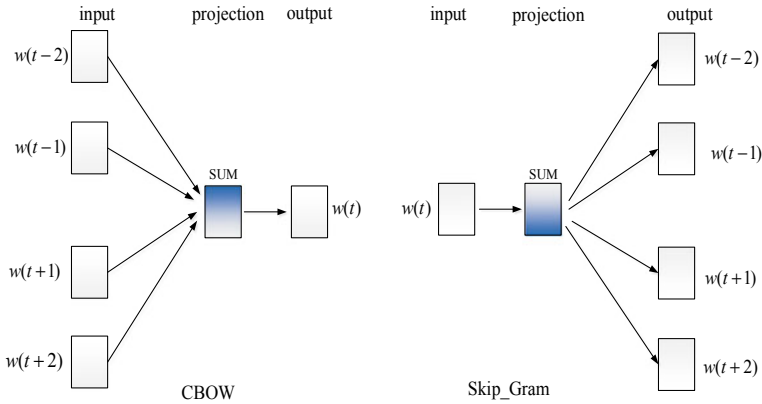 input projection output
w(t−2)
w(t−1)
SUM
w(t)
w(t+1)
w(t+2)
CBOW
input projection output
w(t−2)
w(t−1)
SUM
w(t)
w(t+1)
w(t+2)
Skip_Gram